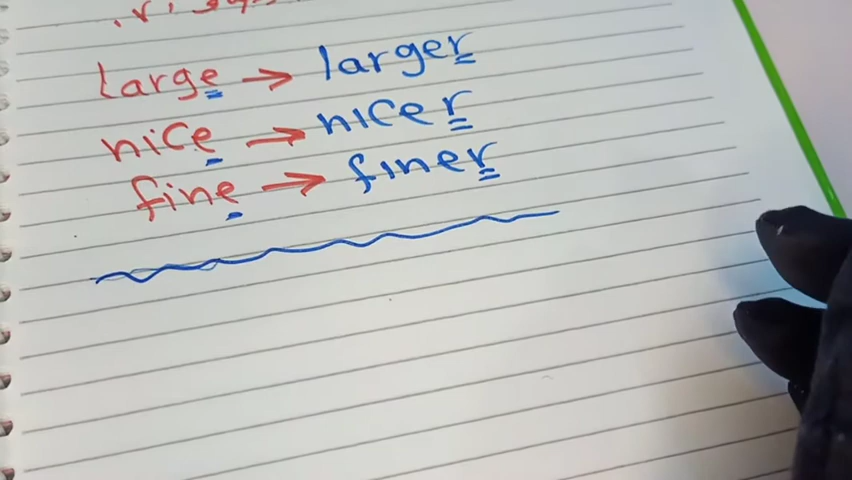 large → larger
nice → nicer
fine → finer